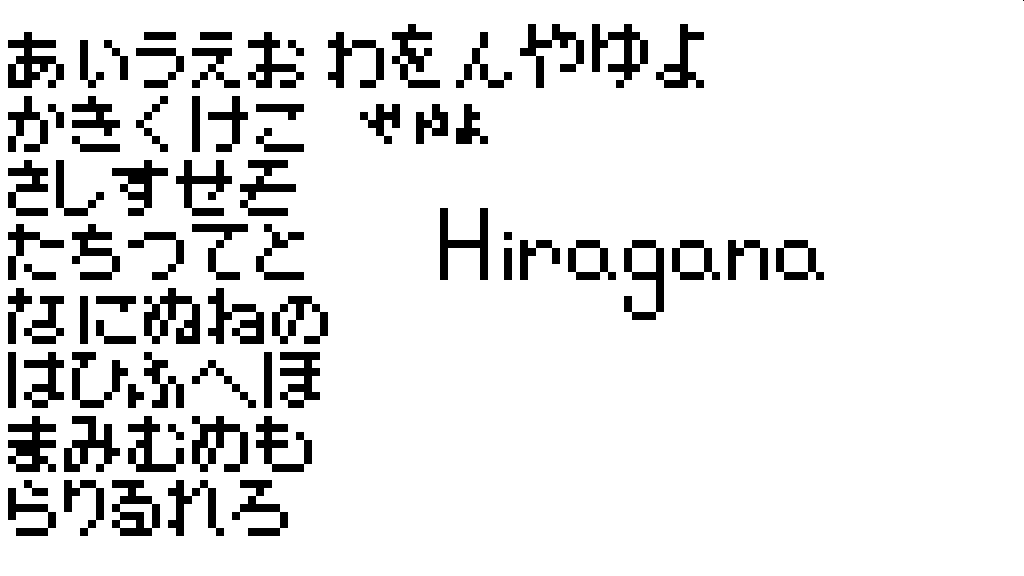 あいうえお わをんやゆよ
かきくけこ ゃゅょ
さしすせそ
たちつてと
Hiragana
なにぬねの
はひふへほ
まみむめも
らりるれろ